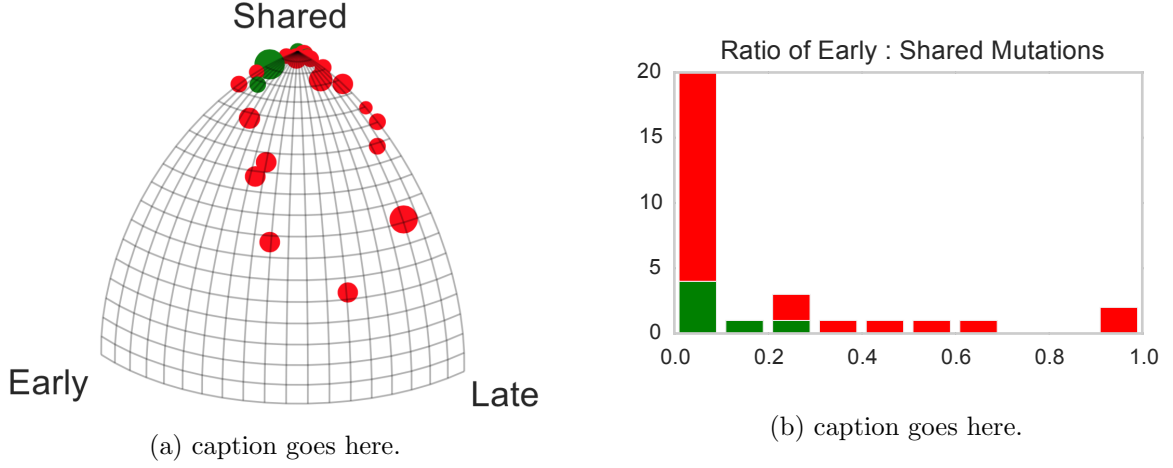 Shared
Early
Late
(a) caption goes here.
Ratio of Early : Shared Mutations
20
15
10
5
0
0.0 0.2 0.4 0.6 0.8 1.0
(b) caption goes here.